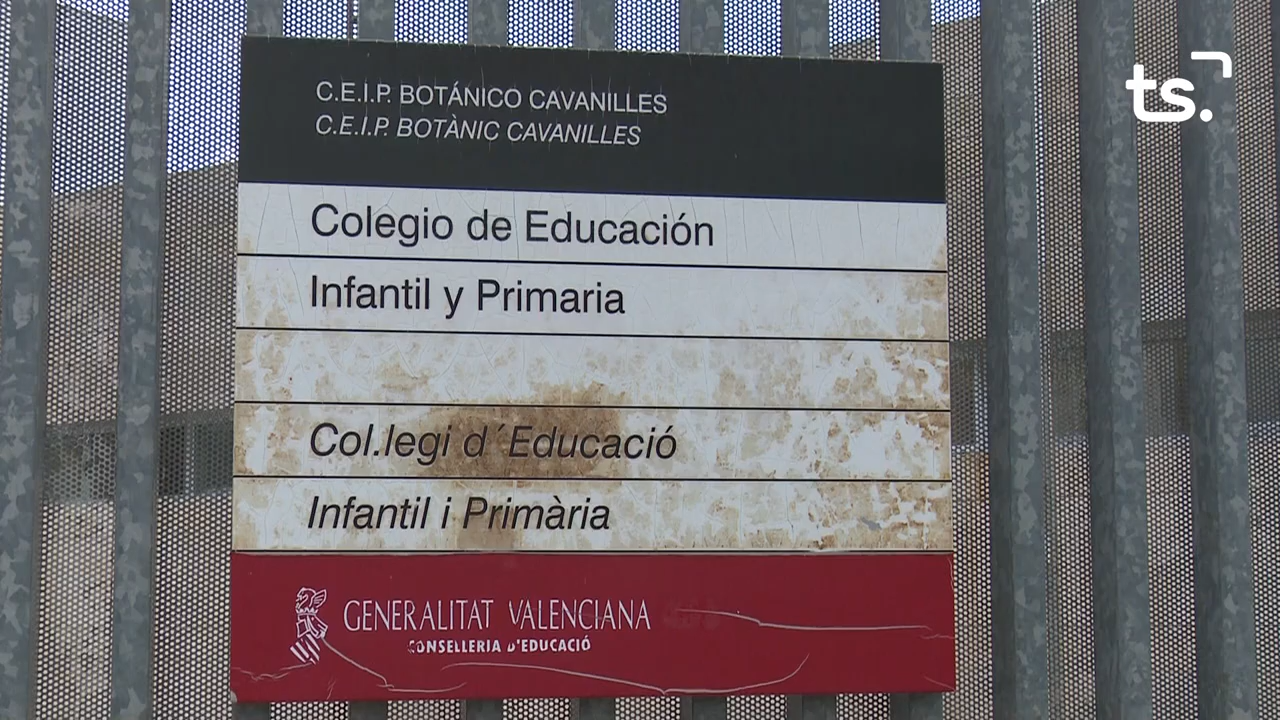 C.E.I.P. BOTÁNICO CAVANILLES
C.E.I.P. BOTÀNIC CAVANILLES
ts.
Colegio de Educación
Infantil y Primaria
Col.legi d´Educació
Infantil i Primària
GENERALITAT VALENCIANA
CONSELLERIA D'EDUCACIÓ